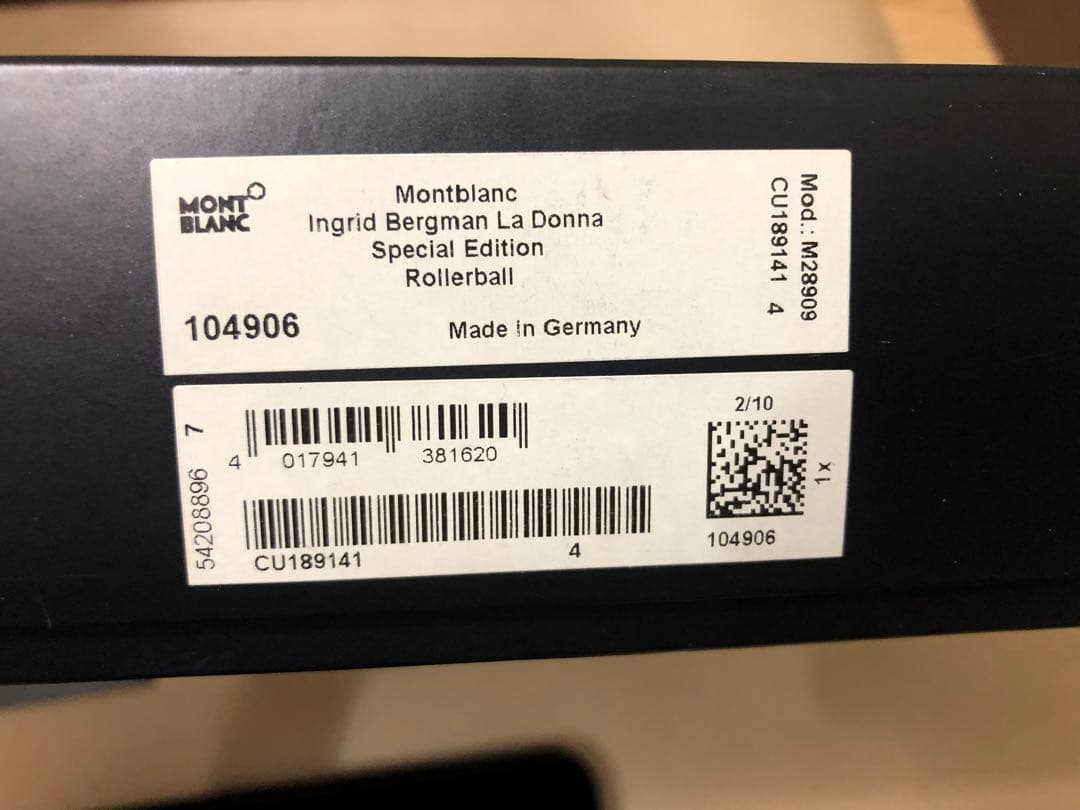 MONT
BLANC
Montblanc
Ingrid Bergman La Donna
Special Edition
Rollerball
104906
Made in Germany
Mod.: M28909
CU189141 4
54208896 7
4 017941 381620
CU189141 4
2/10
1x
104906